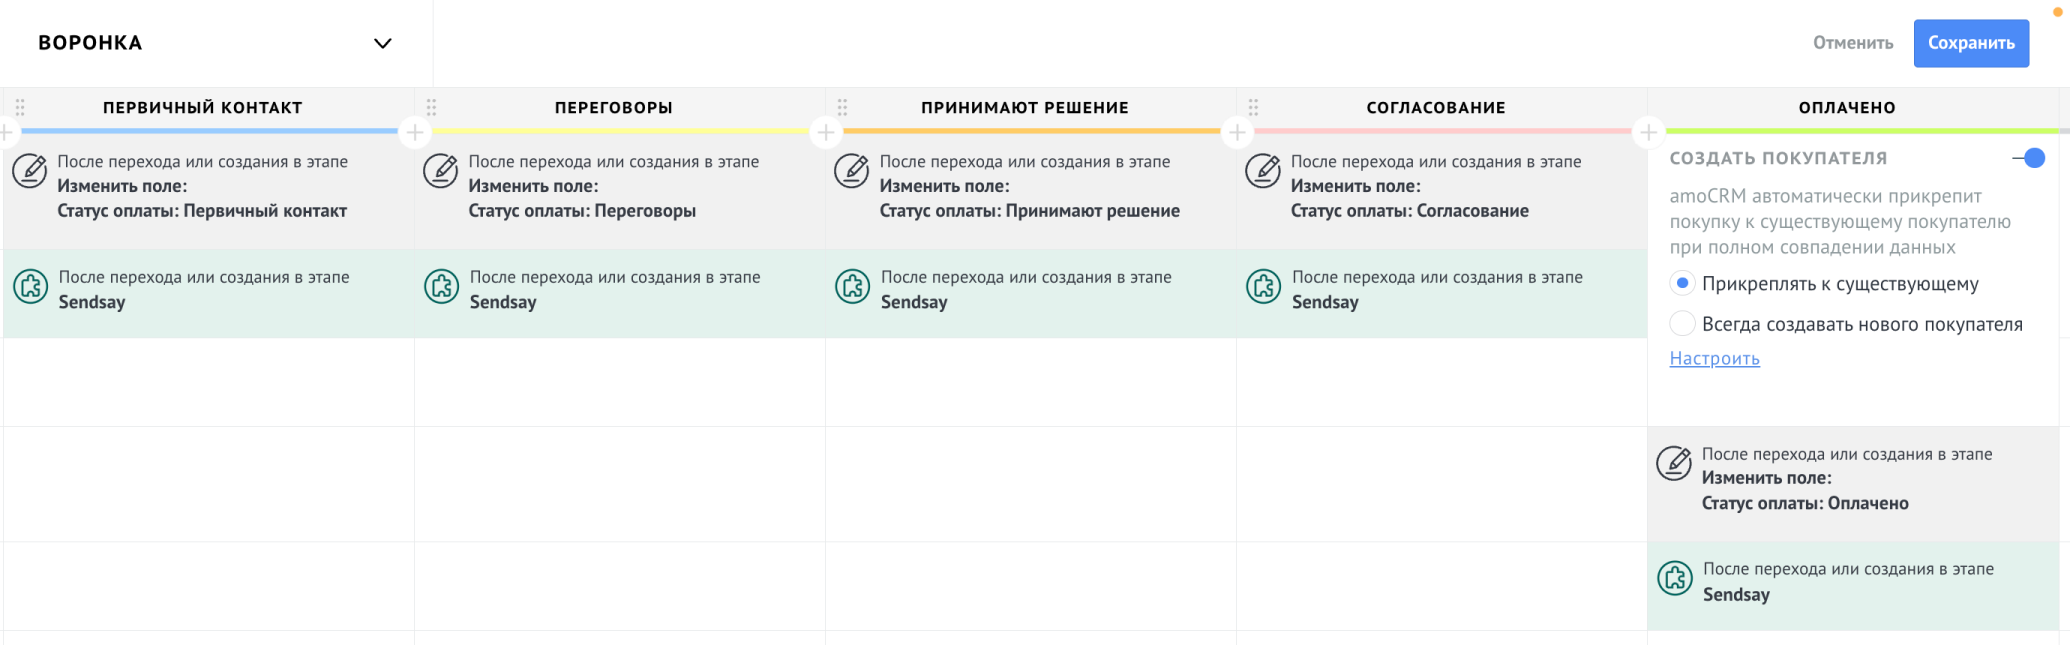 ВОРОНКА
Отменить
Сохранить
ПЕРВИЧНЫЙ КОНТАКТ
ПЕРЕГОВОРЫ
ПРИНИМАЮТ РЕШЕНИЕ
СОГЛАСОВАНИЕ
ОПЛАЧЕНО
После перехода или создания в этапе
Изменить поле:
Статус оплаты: Первичный контакт
После перехода или создания в этапе
Изменить поле:
Статус оплаты: Переговоры
После перехода или создания в этапе
Изменить поле:
Статус оплаты: Принимают решение
После перехода или создания в этапе
Изменить поле:
Статус оплаты: Согласование
СОЗДАТЬ ПОКУПАТЕЛЯ
amoCRM автоматически прикрепит
покупку к существующему покупателю
при полном совпадении данных
Прикреплять к существующему
Всегда создавать нового покупателя
Настроить
После перехода или создания в этапе
Sendsay
После перехода или создания в этапе
Sendsay
После перехода или создания в этапе
Sendsay
После перехода или создания в этапе
Sendsay
После перехода или создания в этапе
Изменить поле:
Статус оплаты: Оплачено
После перехода или создания в этапе
Sendsay